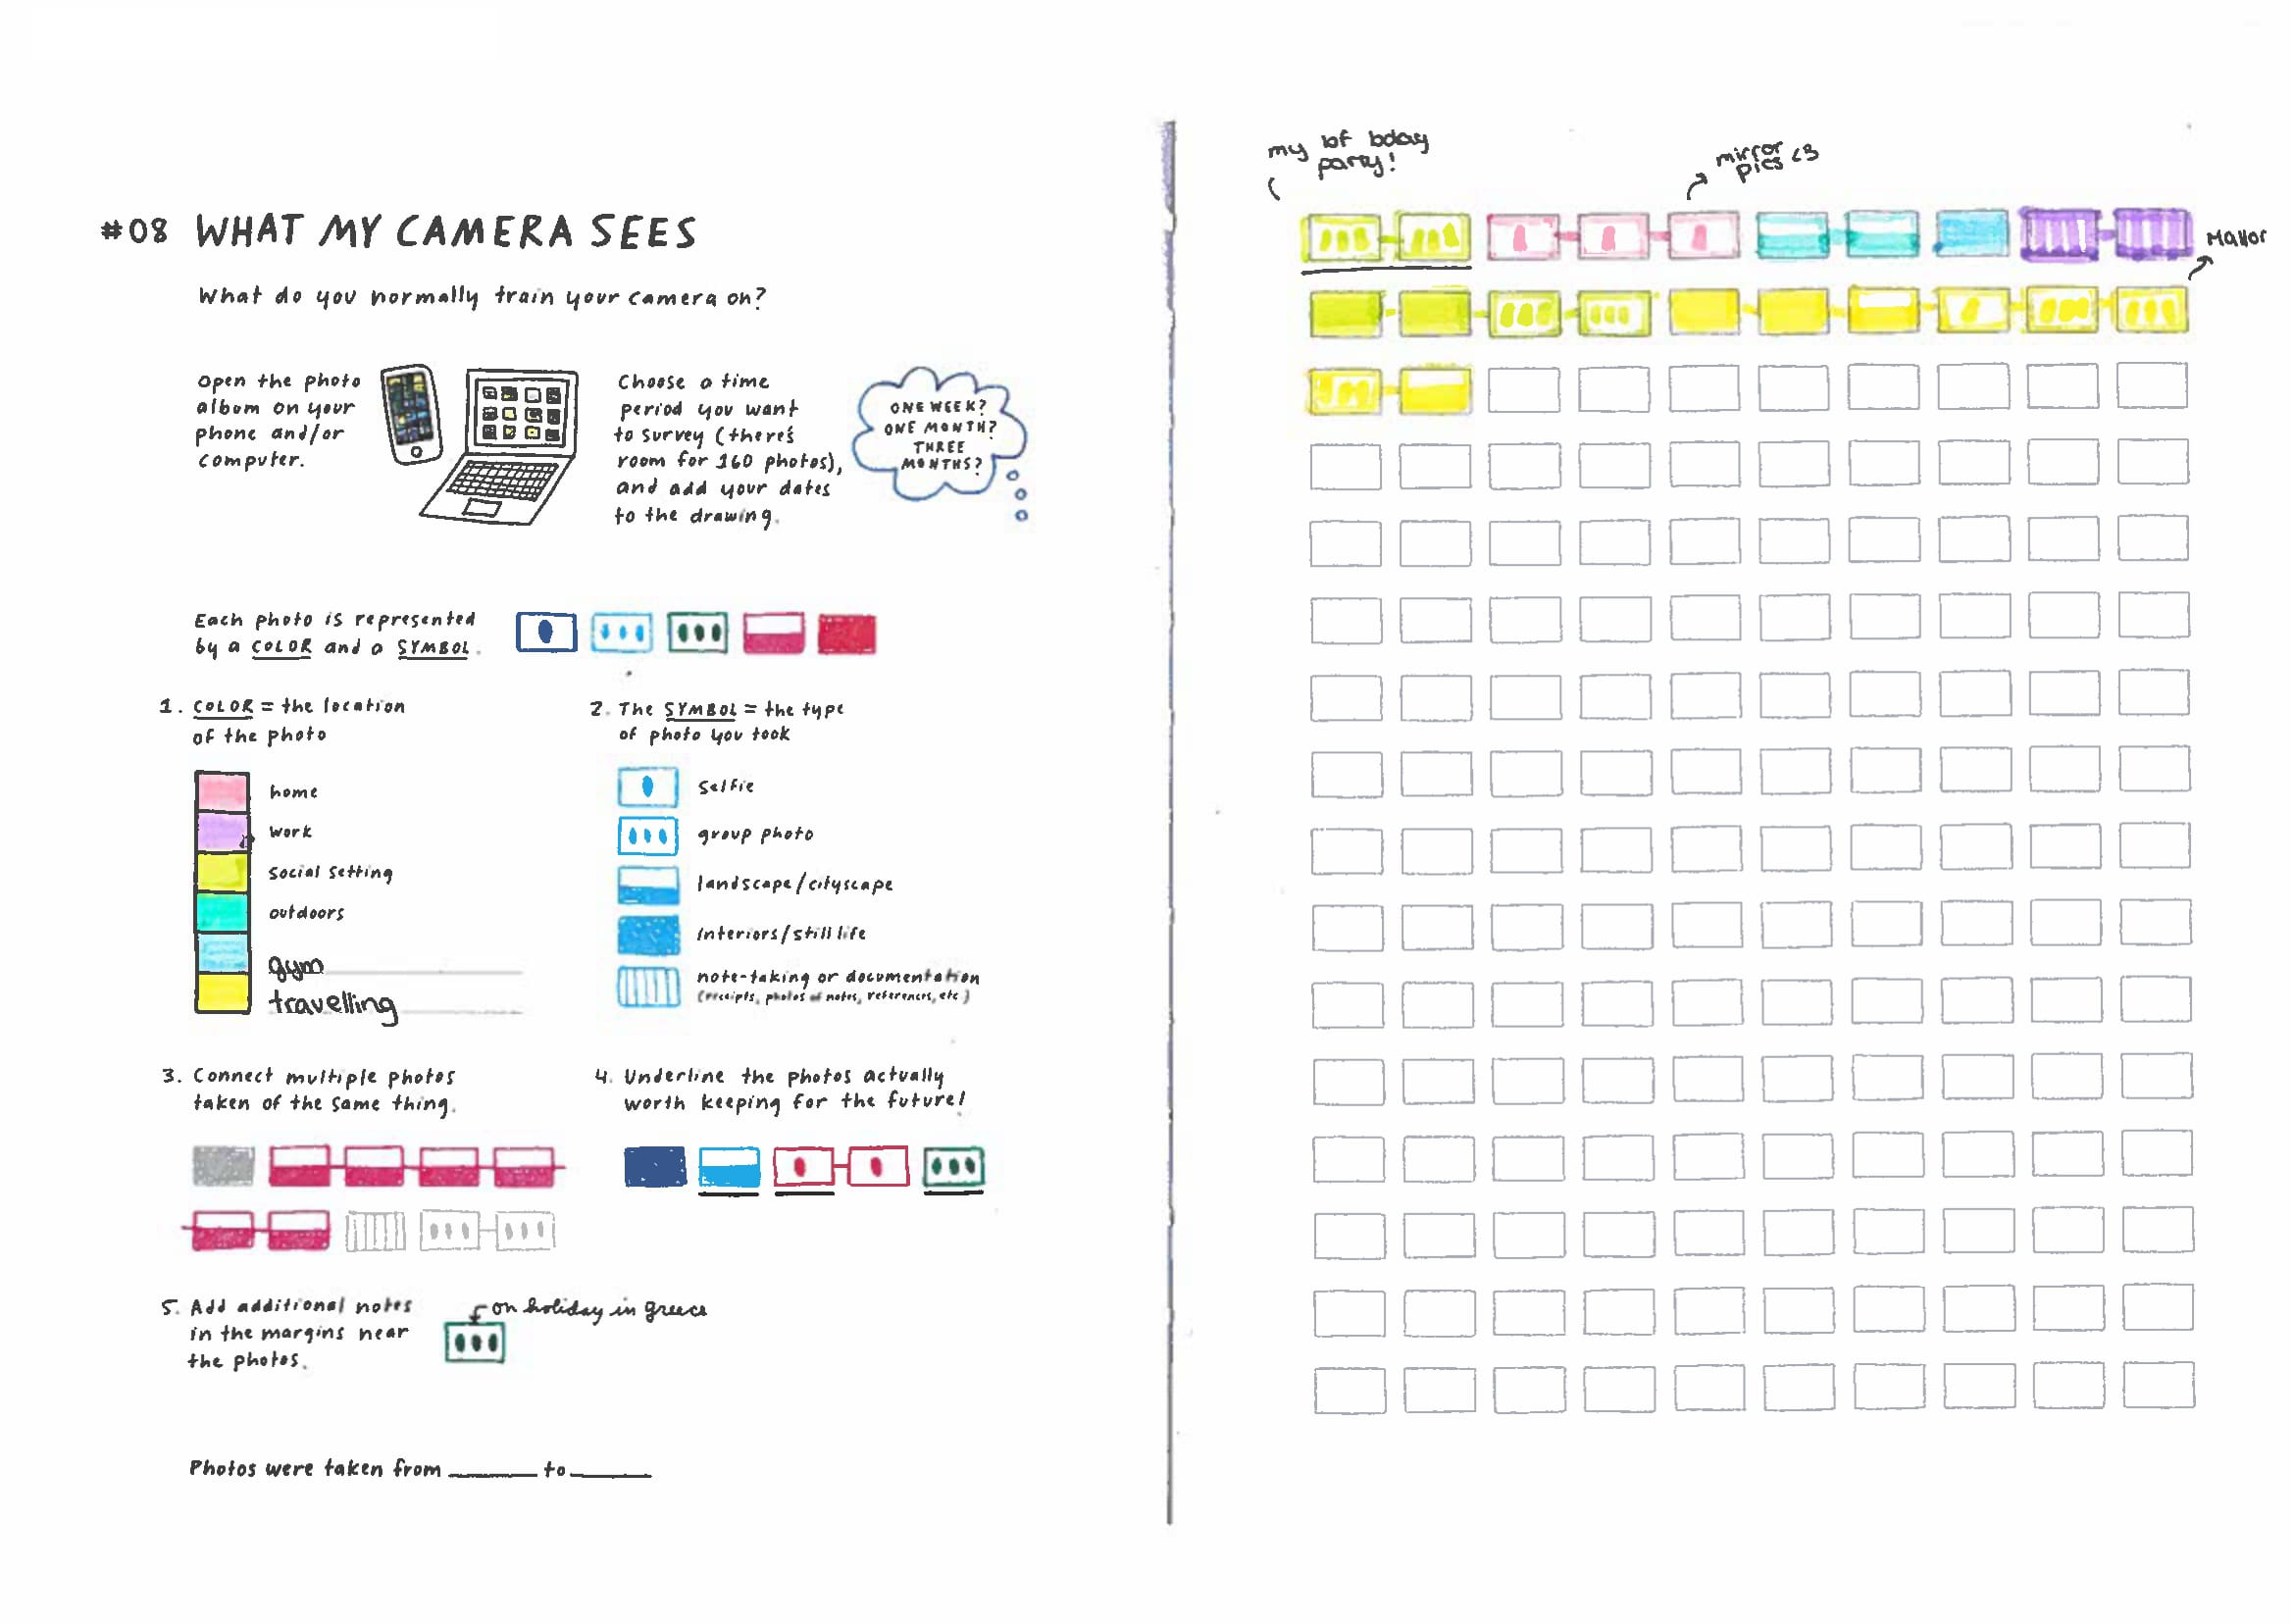 #08 WHAT MY CAMERA SEES
What do you normally train your camera on?
Open the photo
album on your
phone and/or
computer.
Choose a time
period you want
to survey (there's
room for 160 photos),
and add your dates
to the drawing.
ONE WEEK?
ONE MONTH?
THREE
MONTHS?
Each photo is represented
by a COLOR and a SYMBOL.
1. COLOR = the location
of the photo
home
work
social setting
outdoors
gym
travelling
2. The SYMBOL = the type
of photo you took
selfie
group photo
landscape/cityscape
interiors/still life
note-taking or documentation
(receipts, photos of notes, references, etc)
3. Connect multiple photos
taken of the same thing.
4. Underline the photos actually
worth keeping for the future!
5. Add additional notes
in the margins near
the photos.
on holiday in greece
Photos were taken from ______ to ______
my bf bday
party!
mirror
pics <3
Mallor